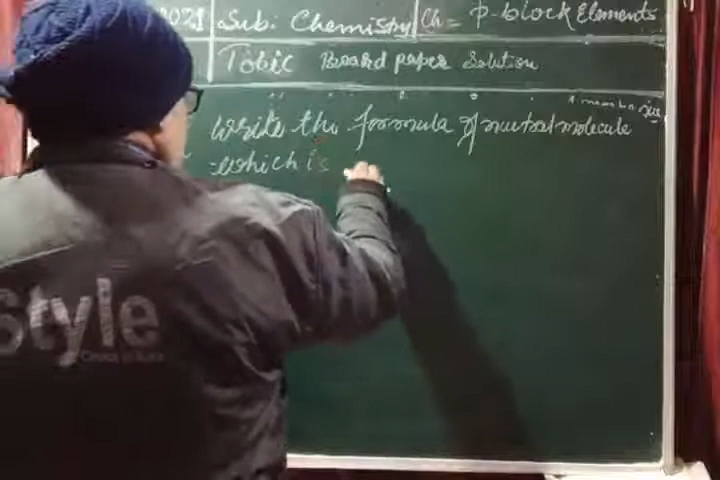 2021 Sub: Chemistry Ch = P-block Elements
Topic Board paper Solution
Write the formula of neutral molecule
which is
Style